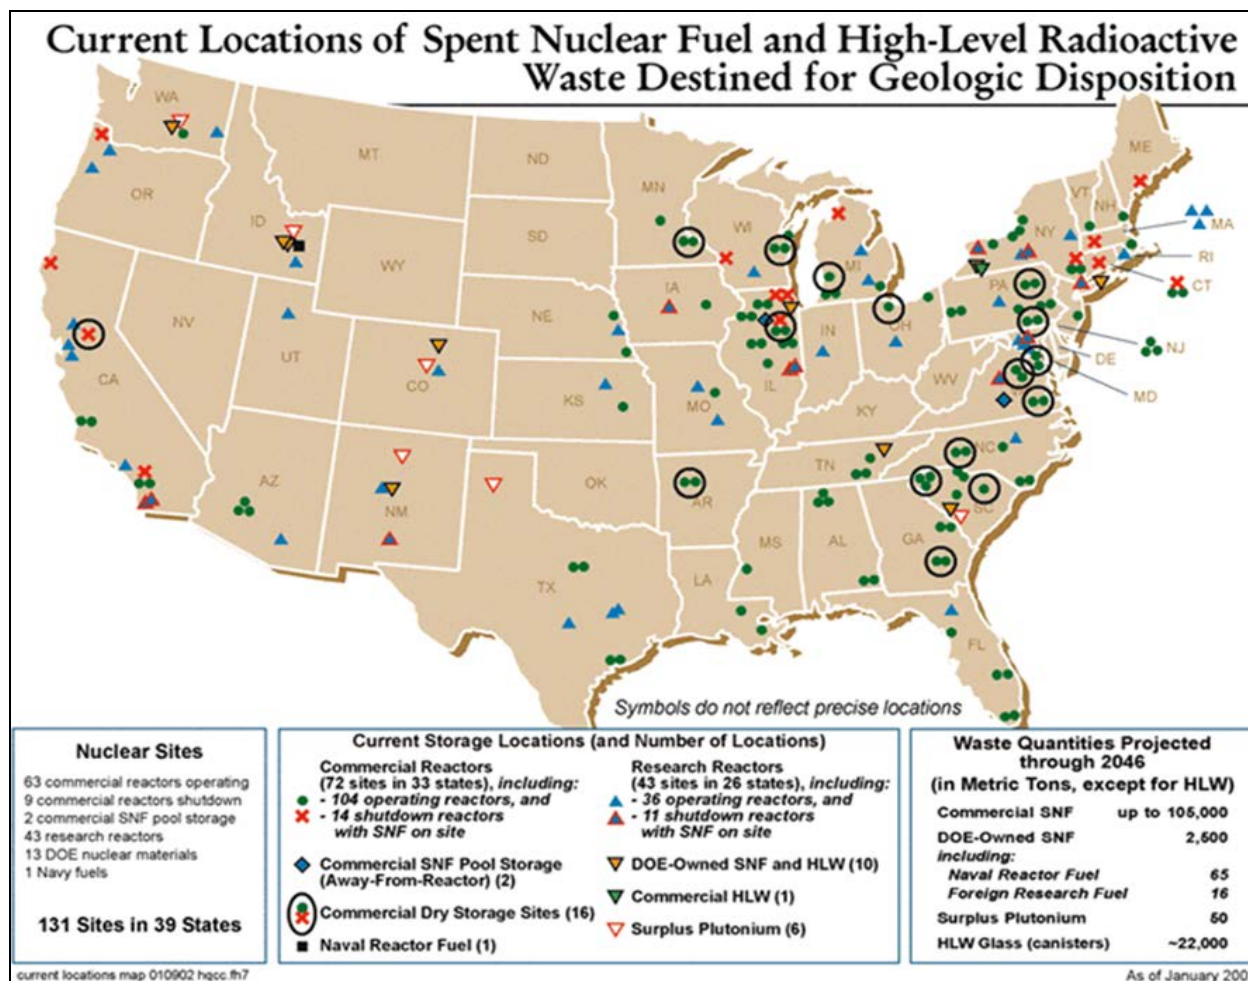 Current Locations of Spent Nuclear Fuel and High-Level Radioactive
Waste Destined for Geologic Disposition
WA
MT
ND
MN
OR
ID
SD
WI
MI
WY
NE
IA
NV
UT
CO
CA
KS
MO
IL
IN
OH
PA
NY
VT
NH
ME
MA
RI
CT
NJ
DE
MD
WV
KY
TN
NC
SC
AZ
NM
OK
AR
TX
LA
MS
AL
GA
FL
Symbols do not reflect precise locations
Nuclear Sites
63 commercial reactors operating
9 commercial reactors shutdown
2 commercial SNF pool storage
43 research reactors
13 DOE nuclear materials
1 Navy fuels
131 Sites in 39 States
Current Storage Locations (and Number of Locations)
Commercial Reactors
(72 sites in 33 states), including:
- 104 operating reactors, and
- 14 shutdown reactors
with SNF on site
Commercial SNF Pool Storage
(Away-From-Reactor) (2)
Commercial Dry Storage Sites (16)
Naval Reactor Fuel (1)
Research Reactors
(43 sites in 26 states), including:
- 36 operating reactors, and
- 11 shutdown reactors
with SNF on site
DOE-Owned SNF and HLW (10)
Commercial HLW (1)
Surplus Plutonium (6)
Waste Quantities Projected
through 2046
(in Metric Tons, except for HLW)
Commercial SNF up to 105,000
DOE-Owned SNF 2,500
including:
Naval Reactor Fuel 65
Foreign Research Fuel 16
Surplus Plutonium 50
HLW Glass (canisters) ~22,000
current locations map 010902 hqcc.fh7
As of January 200